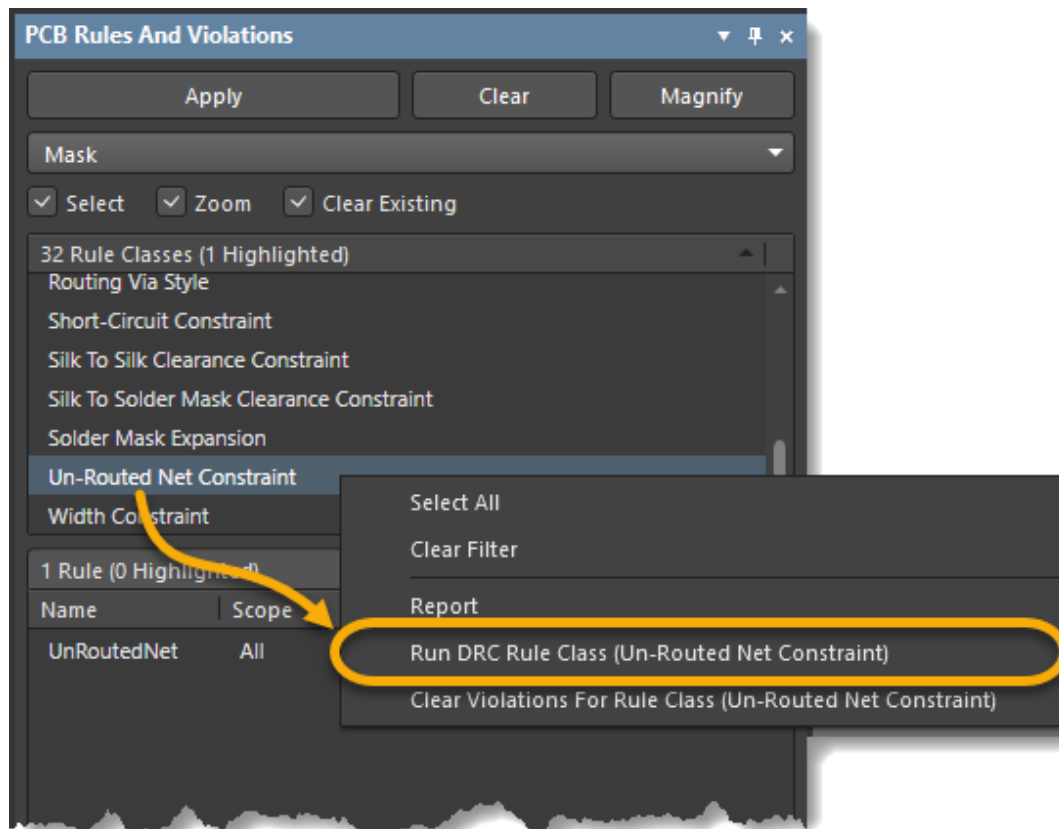 PCB Rules And Violations
Apply Clear Magnify
Mask
Select Zoom Clear Existing
32 Rule Classes (1 Highlighted)
Routing Via Style
Short-Circuit Constraint
Silk To Silk Clearance Constraint
Silk To Solder Mask Clearance Constraint
Solder Mask Expansion
Un-Routed Net Constraint
Width Constraint
1 Rule (0 Highlighted)
Name Scope
UnRoutedNet All
Select All
Clear Filter
Report
Run DRC Rule Class (Un-Routed Net Constraint)
Clear Violations For Rule Class (Un-Routed Net Constraint)